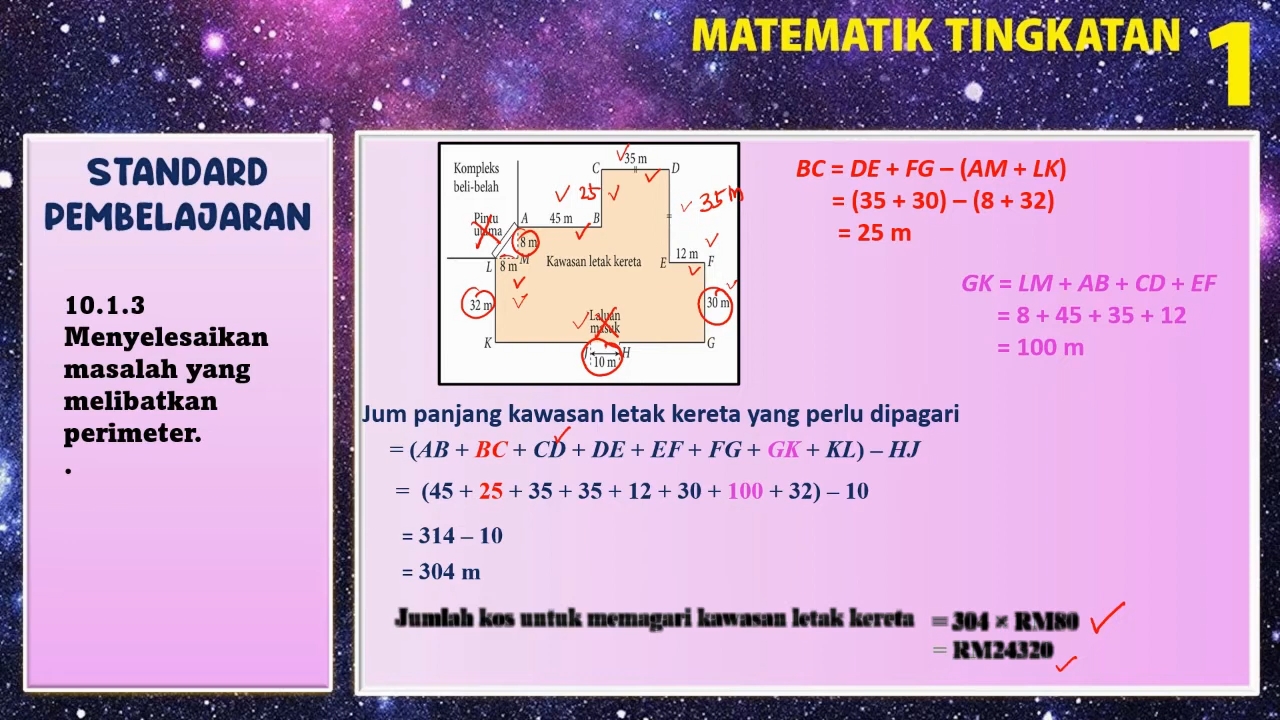 MATEMATIK TINGKATAN 1
STANDARD
PEMBELAJARAN
10.1.3
Menyelesaikan
masalah yang
melibatkan
perimeter.
.
Kompleks
beli-belah
Pintu
utama
C
35 m
D
25
35 m
A
45 m
B
8 m
L
8 m
M
Kawasan letak kereta
12 m
E
F
32 m
30 m
Laluan
masuk
K
J
H
G
10 m
BC = DE + FG – (AM + LK)
= (35 + 30) – (8 + 32)
= 25 m
GK = LM + AB + CD + EF
= 8 + 45 + 35 + 12
= 100 m
Jum panjang kawasan letak kereta yang perlu dipagari
= (AB + BC + CD + DE + EF + FG + GK + KL) – HJ
= (45 + 25 + 35 + 35 + 12 + 30 + 100 + 32) – 10
= 314 – 10
= 304 m
Jumlah kos untuk memagari kawasan letak kereta = 304 × RM80
= RM24320